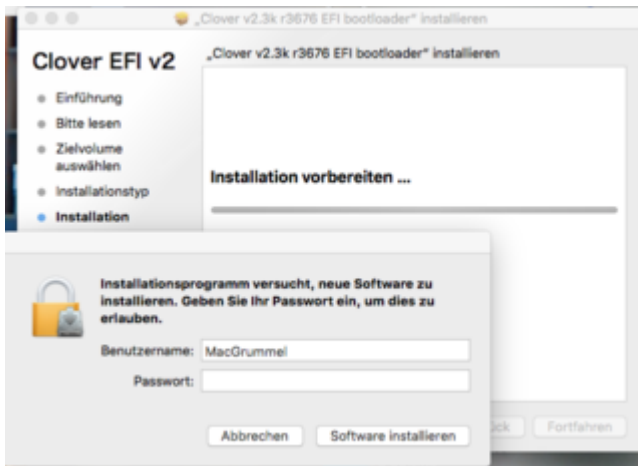 „Clover v2.3k r3676 EFI bootloader“ installieren
Clover EFI v2
„Clover v2.3k r3676 EFI bootloader“ installieren
Einführung
Bitte lesen
Zielvolume
auswählen
Installationstyp
Installation
Installation vorbereiten ...
Installationsprogramm versucht, neue Software zu
installieren. Geben Sie Ihr Passwort ein, um dies zu
erlauben.
Benutzername: MacGrummel
Passwort:
Abbrechen
Software installieren
Fortfahren